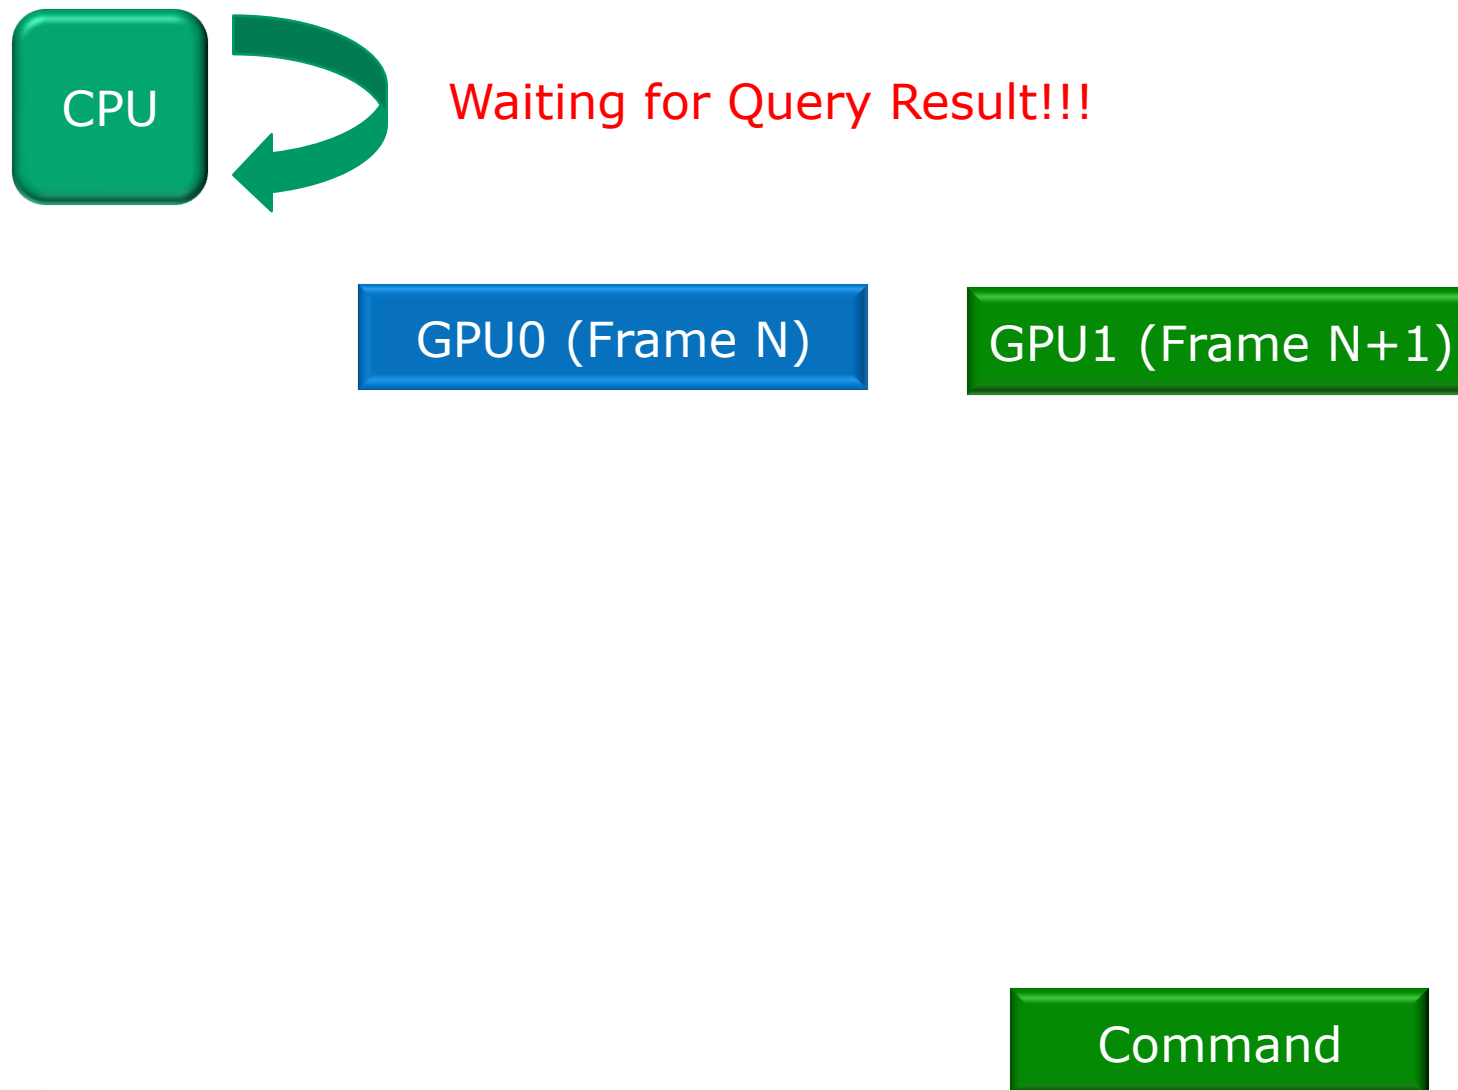 CPU
Waiting for Query Result!!!
GPU0 (Frame N)
GPU1 (Frame N+1)
Command